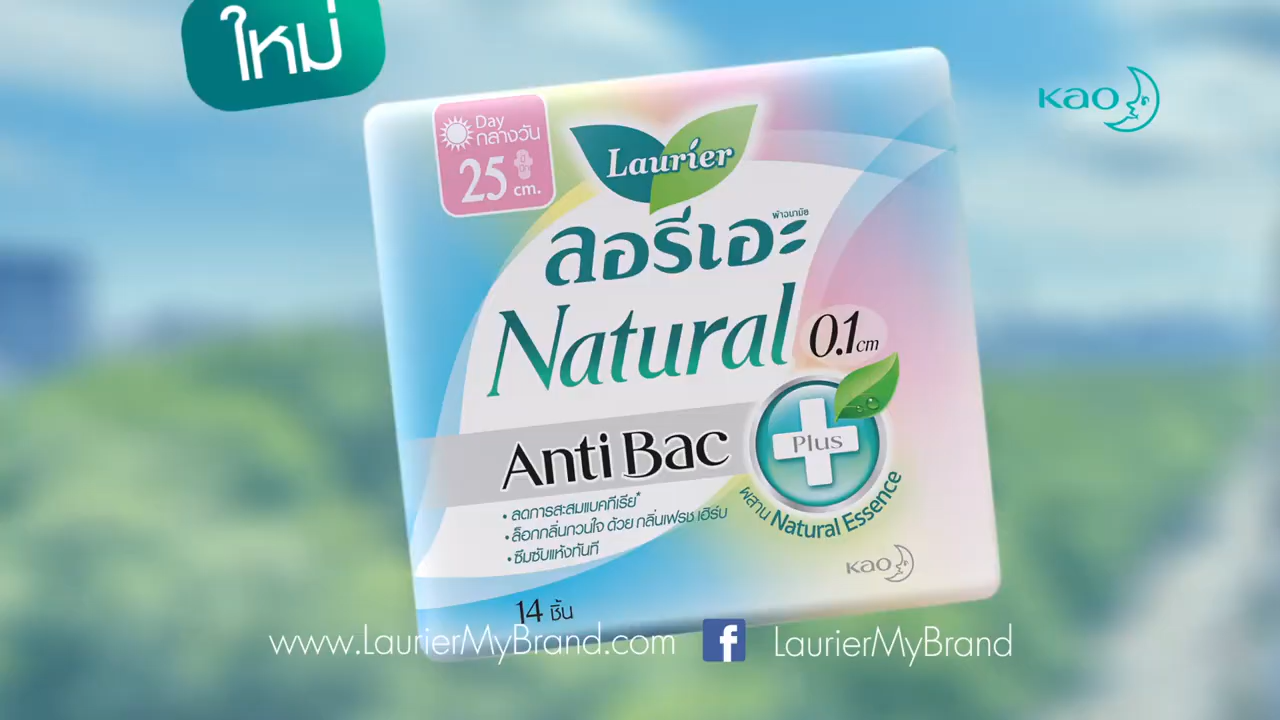 ใหม่
Kao
Day
กลางวัน
25 cm.
Laurier
ผ้าอนามัย
ลอรีเอะ
Natural 0.1 cm
Anti Bac
Plus
ผสาน Natural Essence
• ลดการสะสมแบคทีเรีย*
• ล็อกกลิ่นกวนใจ ด้วย กลิ่นเฟรช เฮิร์บ
• ซึมซับแห้งทันที
Kao
14 ชิ้น
www.LaurierMyBrand.com f LaurierMyBrand